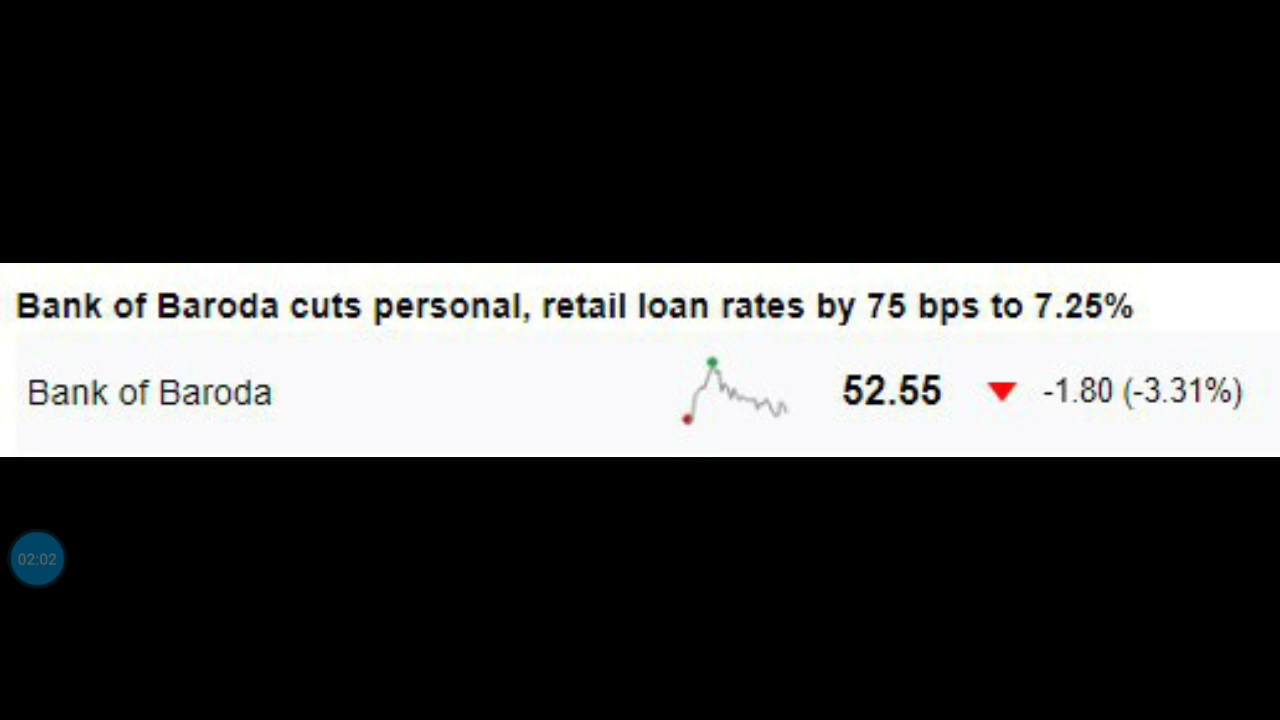 Bank of Baroda cuts personal, retail loan rates by 75 bps to 7.25%
Bank of Baroda 52.55 -1.80 (-3.31%)
02:02